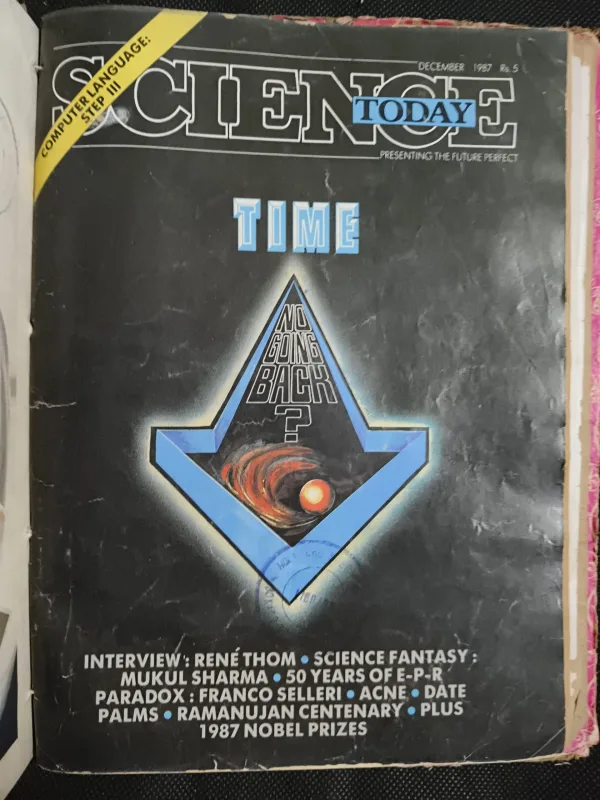 COMPUTER LANGUAGE:
STEP III
DECEMBER 1987 Rs. 5
SCIENCE
TODAY
PRESENTING THE FUTURE PERFECT
TIME
NO
GOING
BACK
?
INTERVIEW : RENÉ THOM • SCIENCE FANTASY :
MUKUL SHARMA • 50 YEARS OF E-P-R
PARADOX : FRANCO SELLERI • ACNE • DATE
PALMS • RAMANUJAN CENTENARY • PLUS
1987 NOBEL PRIZES